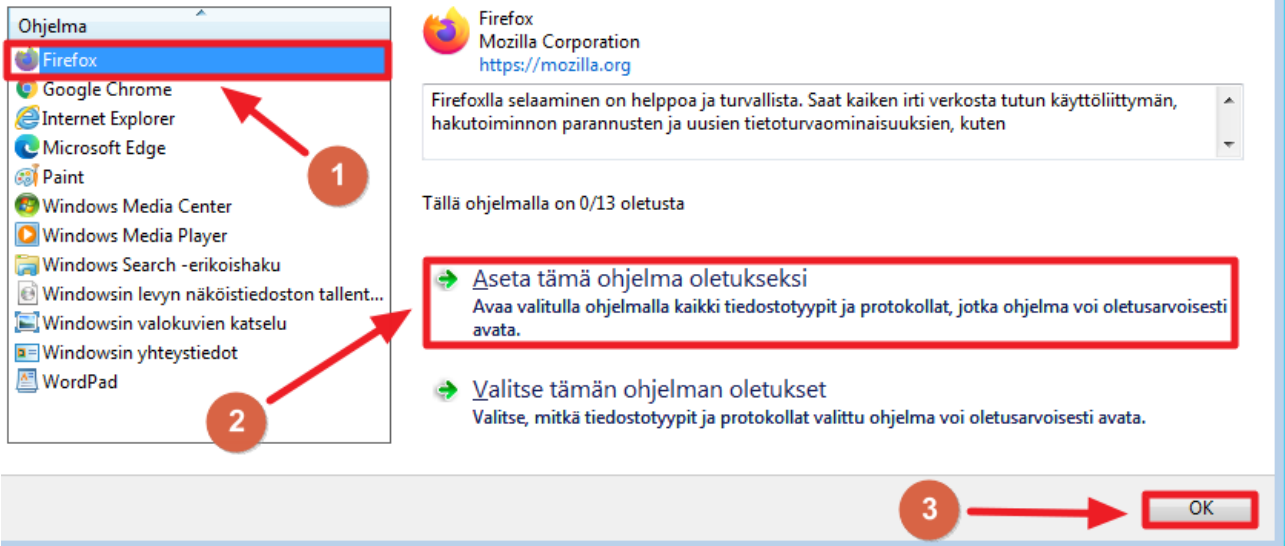 Ohjelma
Firefox
Google Chrome
Internet Explorer
Microsoft Edge
Paint
Windows Media Center
Windows Media Player
Windows Search -erikoishaku
Windowsin levyn näköistiedoston tallent...
Windowsin valokuvien katselu
Windowsin yhteystiedot
WordPad
1
2
Firefox
Mozilla Corporation
https://mozilla.org
Firefoxlla selaaminen on helppoa ja turvallista. Saat kaiken irti verkosta tutun käyttöliittymän,
hakutoiminnon parannusten ja uusien tietoturvaominaisuuksien, kuten
Tällä ohjelmalla on 0/13 oletusta
Aseta tämä ohjelma oletukseksi
Avaa valitulla ohjelmalla kaikki tiedostotyypit ja protokollat, jotka ohjelma voi oletusarvoisesti
avata.
Valitse tämän ohjelman oletukset
Valitse, mitkä tiedostotyypit ja protokollat valittu ohjelma voi oletusarvoisesti avata.
3
OK